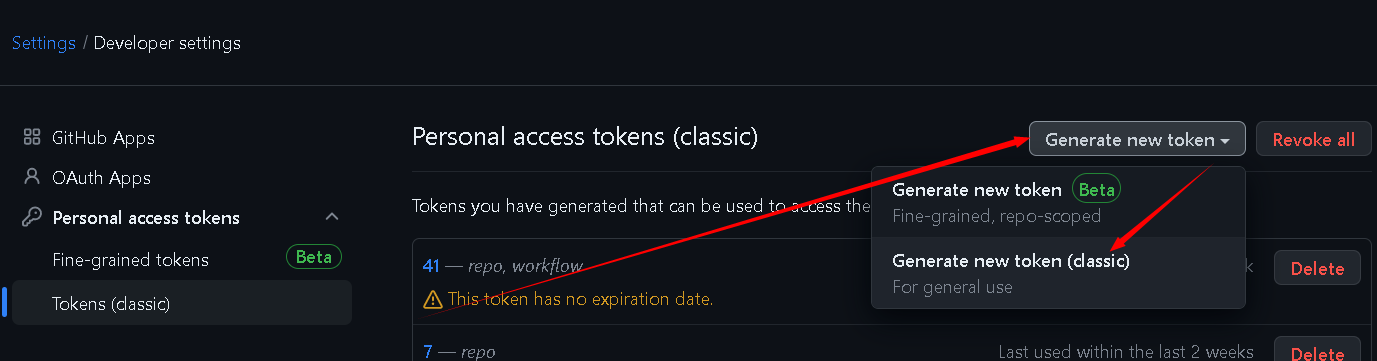 Settings / Developer settings
GitHub Apps
OAuth Apps
Personal access tokens
Fine-grained tokens Beta
Tokens (classic)
Personal access tokens (classic)
Generate new token
Revoke all
Generate new token Beta
Fine-grained, repo-scoped
Generate new token (classic)
For general use
Tokens you have generated that can be used to access the
41 — repo, workflow
Delete
This token has no expiration date.
7 — repo
Last used within the last 2 weeks
Delete